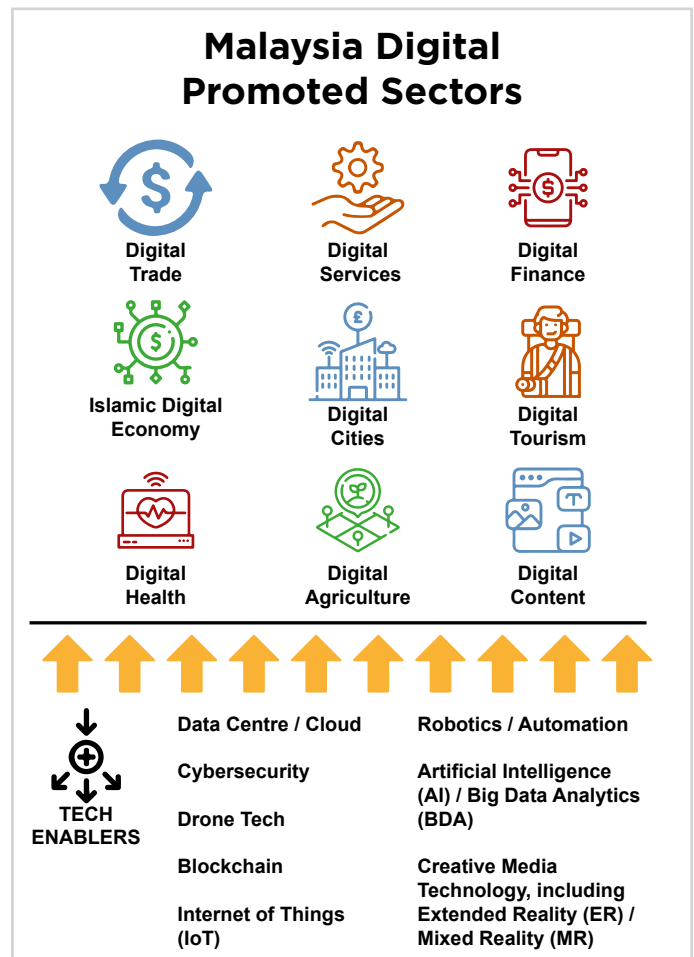 Malaysia Digital
Promoted Sectors
$
$
Digital
Trade
Digital
Services
Digital
Finance
$
£
Islamic Digital
Economy
Digital
Cities
Digital
Tourism
T
Digital
Health
Digital
Agriculture
Digital
Content
TECH
ENABLERS
Data Centre / Cloud
Cybersecurity
Drone Tech
Blockchain
Internet of Things
(IoT)
Robotics / Automation
Artificial Intelligence
(AI) / Big Data Analytics
(BDA)
Creative Media
Technology, including
Extended Reality (ER) /
Mixed Reality (MR)